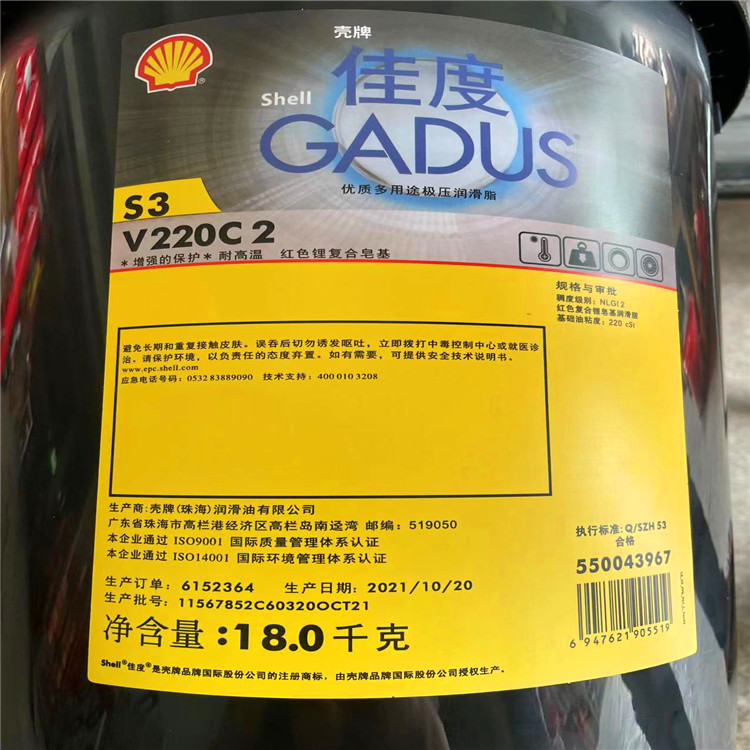 壳牌
Shell 佳度
GADUS
优质多用途极压润滑脂
S3
V220C 2
*增强的保护* 耐高温 红色锂复合皂基
规格与审批
稠度级别: NLGI 2
红色复合锂皂基润滑脂
基础油粘度: 220 cSt
避免长期和重复接触皮肤。误吞后切勿诱发呕吐，立即拨打中毒控制中心或就医诊
治。请保护环境，以负责任的态度弃置。如有需要，可提供安全技术说明书。
www.epc.shell.com
应急电话号码: 0532 83889090 技术支持: 400 010 3208
生产商: 壳牌(珠海)润滑油有限公司
广东省珠海市高栏港经济区高栏岛南迳湾 邮编: 519050
本企业通过 ISO9001 国际质量管理体系认证
本企业通过 ISO14001 国际环境管理体系认证
执行标准: Q/SZH 53
合格
550043967
生产订单: 6152364 生产日期: 2021/10/20
生产批号: 11567852C60320OCT21
净含量: 18.0 千克
6 947621 905519
Shell®佳度®是壳牌品牌国际股份公司的注册商标，由壳牌品牌国际股份公司授权生产。